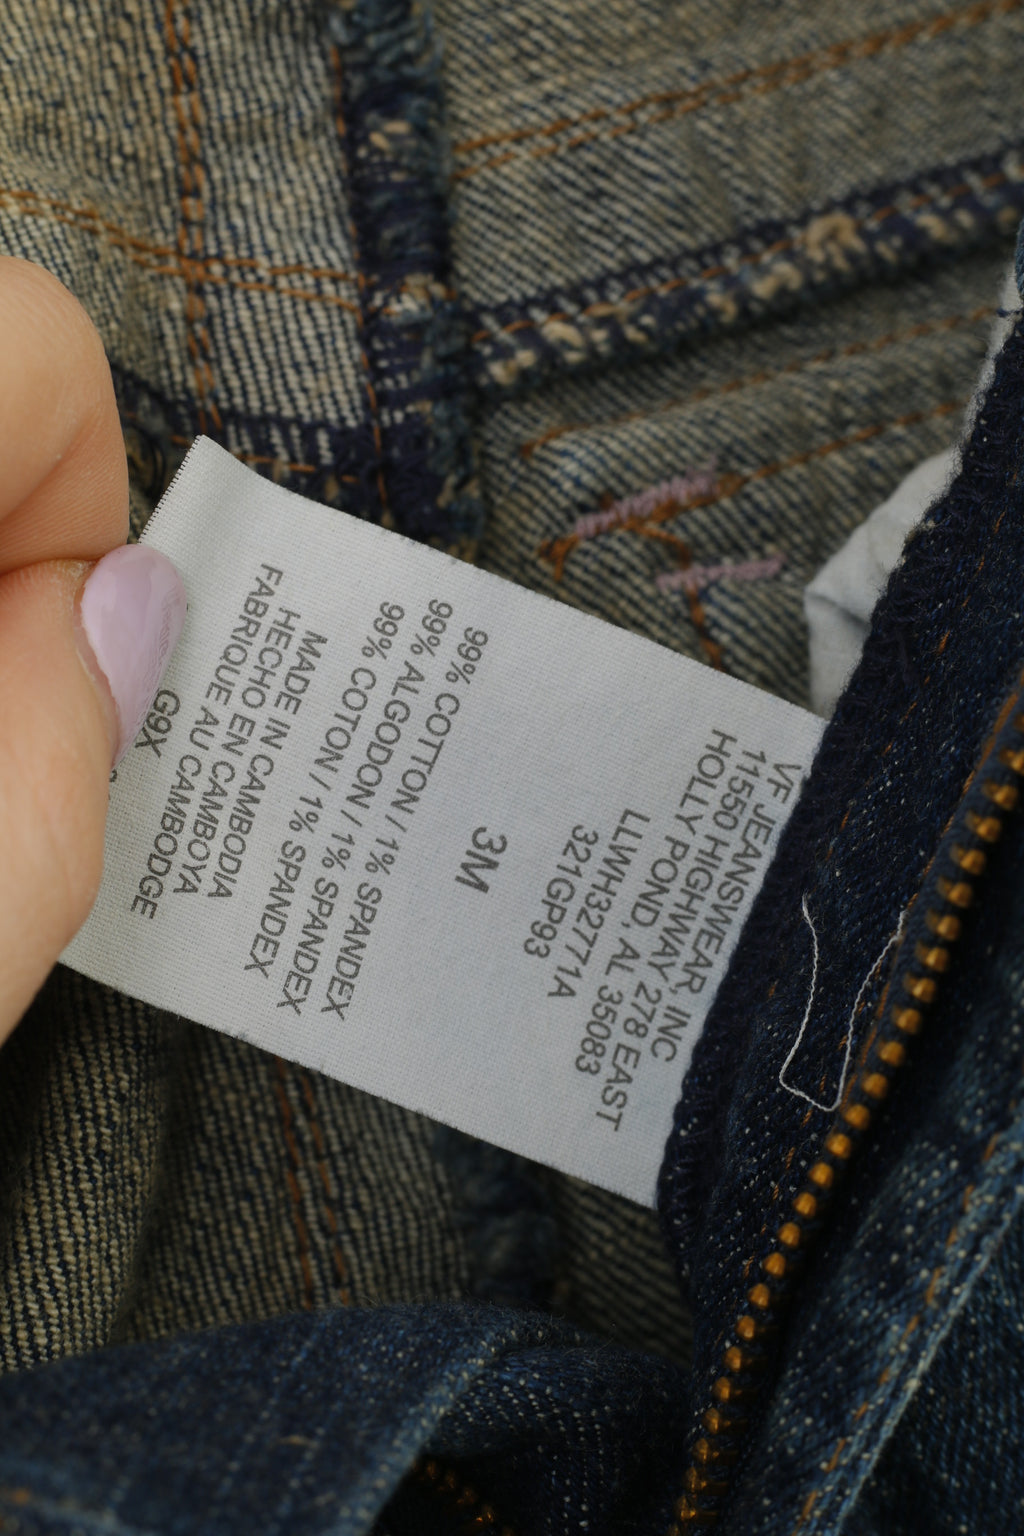 VF JEANSWEAR, INC
11550 HIGHWAY 278 EAST
HOLLY POND, AL 35083
LLWH32771A
321GP93
3M
99% COTTON / 1% SPANDEX
99% ALGODON / 1% SPANDEX
99% COTON / 1% SPANDEX
MADE IN CAMBODIA
HECHO EN CAMBOYA
FABRIQUE AU CAMBODGE
G9X